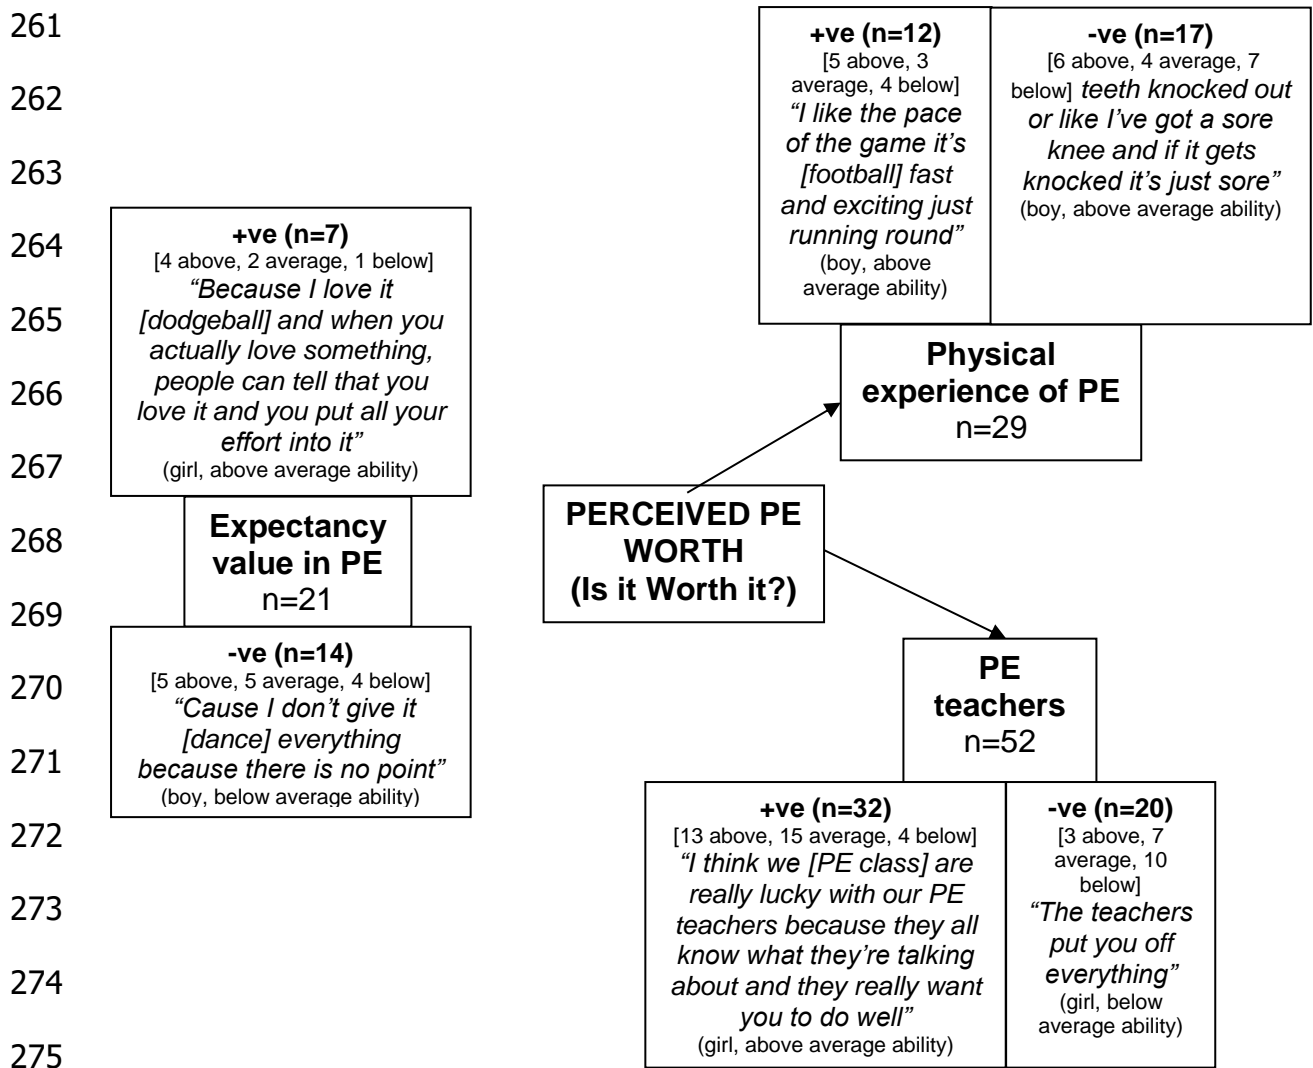 261
262
263
264
265
266
267
268
269
270
271
272
273
274
275
+ve (n=12)
[5 above, 3
average, 4 below]
“I like the pace
of the game it’s
[football] fast
and exciting just
running round”
(boy, above
average ability)
-ve (n=17)
[6 above, 4 average, 7
below] teeth knocked out
or like I’ve got a sore
knee and if it gets
knocked it’s just sore”
(boy, above average ability)
Physical
experience of PE
n=29
+ve (n=7)
[4 above, 2 average, 1 below]
“Because I love it
[dodgeball] and when you
actually love something,
people can tell that you
love it and you put all your
effort into it”
(girl, above average ability)
Expectancy
value in PE
n=21
-ve (n=14)
[5 above, 5 average, 4 below]
“Cause I don’t give it
[dance] everything
because there is no point”
(boy, below average ability)
PERCEIVED PE
WORTH
(Is it Worth it?)
PE
teachers
n=52
+ve (n=32)
[13 above, 15 average, 4 below]
“I think we [PE class] are
really lucky with our PE
teachers because they all
know what they’re talking
about and they really want
you to do well”
(girl, above average ability)
-ve (n=20)
[3 above, 7
average, 10
below]
“The teachers
put you off
everything”
(girl, below
average ability)